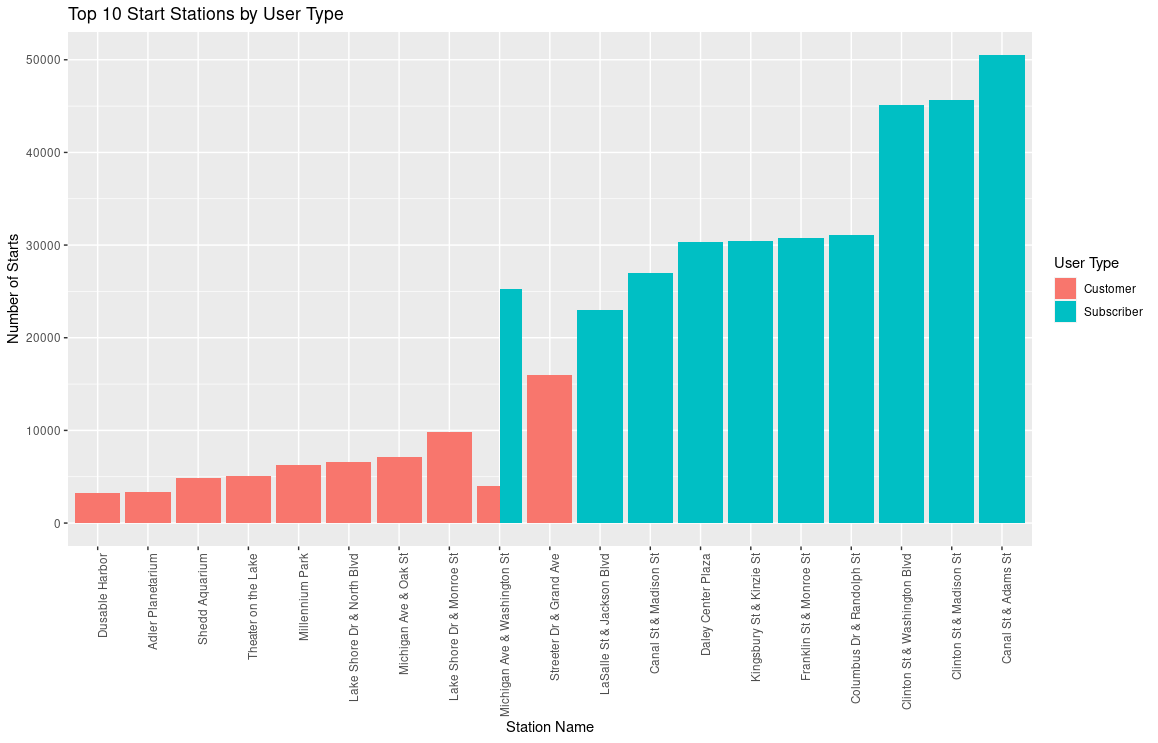 Top 10 Start Stations by User Type
Number of Starts
50000
40000
30000
20000
10000
0
Dusable Harbor
Adler Planetarium
Shedd Aquarium
Theater on the Lake
Millennium Park
Lake Shore Dr & North Blvd
Michigan Ave & Oak St
Lake Shore Dr & Monroe St
Michigan Ave & Washington St
Streeter Dr & Grand Ave
LaSalle St & Jackson Blvd
Canal St & Madison St
Daley Center Plaza
Kingsbury St & Kinzie St
Franklin St & Monroe St
Columbus Dr & Randolph St
Clinton St & Washington Blvd
Clinton St & Madison St
Canal St & Adams St
Station Name
User Type
Customer
Subscriber